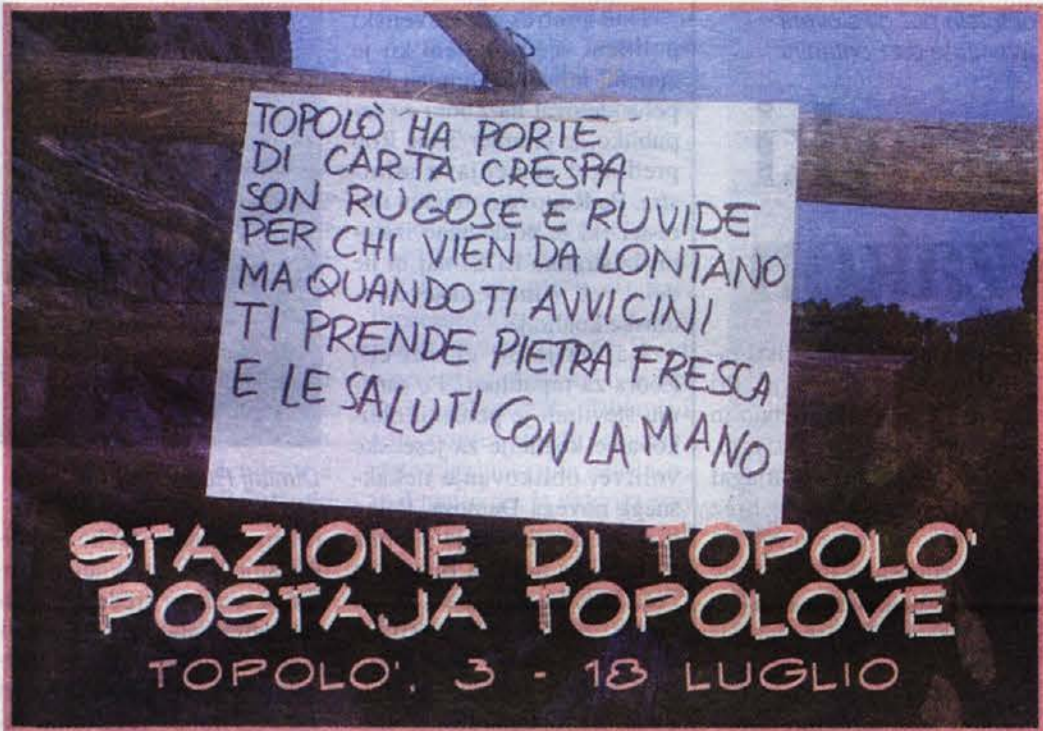 TOPOLÒ HA PORTE
DI CARTA CRESPA
SON RUGOSE E RUVIDE
PER CHI VIEN DA LONTANO
MA QUANDO TI AVVICINI
TI PRENDE PIETRA FRESCA
E LE SALUTI CON LA MANO
STAZIONE DI TOPOLO'
POSTAJA TOPOLOVE
TOPOLO', 3 - 18 LUGLIO